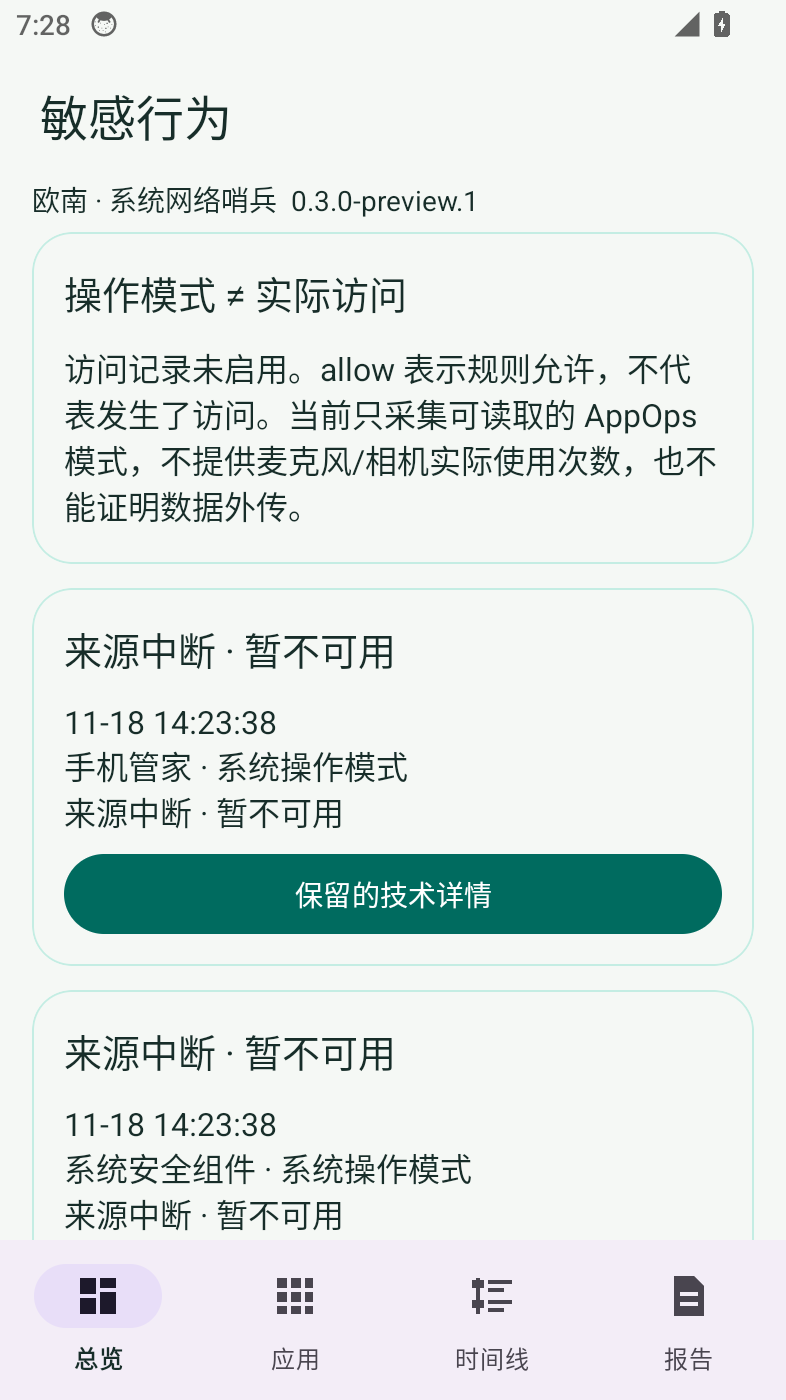 7:28
敏感行为
欧南 · 系统网络哨兵 0.3.0-preview.1
操作模式 ≠ 实际访问
访问记录未启用。allow 表示规则允许，不代
表发生了访问。当前只采集可读取的 AppOps
模式，不提供麦克风/相机实际使用次数，也不
能证明数据外传。
来源中断 · 暂不可用
11-18 14:23:38
手机管家 · 系统操作模式
来源中断 · 暂不可用
保留的技术详情
来源中断 · 暂不可用
11-18 14:23:38
系统安全组件 · 系统操作模式
来源中断 · 暂不可用
总览
应用
时间线
报告